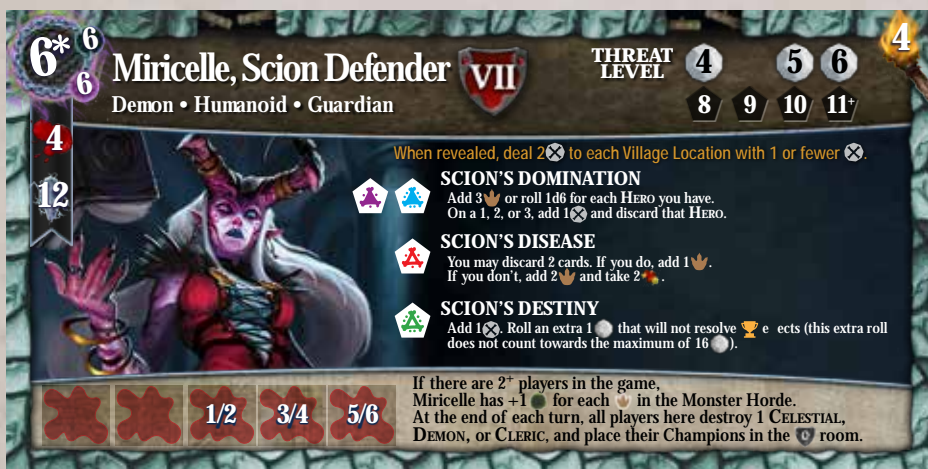 6* 6 6
Miricelle, Scion Defender VII
Demon • Humanoid • Guardian
THREAT LEVEL 4 5 6
8 9 10 11+
4
4
12
When revealed, deal 2 to each Village Location with 1 or fewer .
SCION'S DOMINATION
Add 3 or roll 1d6 for each HERO you have.
On a 1, 2, or 3, add 1 and discard that HERO.
SCION'S DISEASE
You may discard 2 cards. If you do, add 1 .
If you don't, add 2 and take 2 .
SCION'S DESTINY
Add 1 . Roll an extra 1 that will not resolve e ects (this extra roll
does not count towards the maximum of 16 ).
1/2 3/4 5/6
If there are 2+ players in the game,
Miricelle has +1 for each in the Monster Horde.
At the end of each turn, all players here destroy 1 CELESTIAL,
DEMON, or CLERIC, and place their Champions in the 0 room.